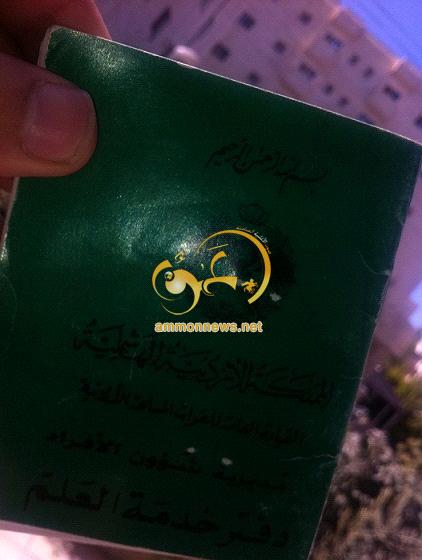 بسم الله الرحمن الرحيم
ammonnews.net
المملكة الأردنية الهاشمية
القيادة العامة للقوات المسلحة الأردنية
مديرية شؤون الأفراد
دفتر خدمة العلم